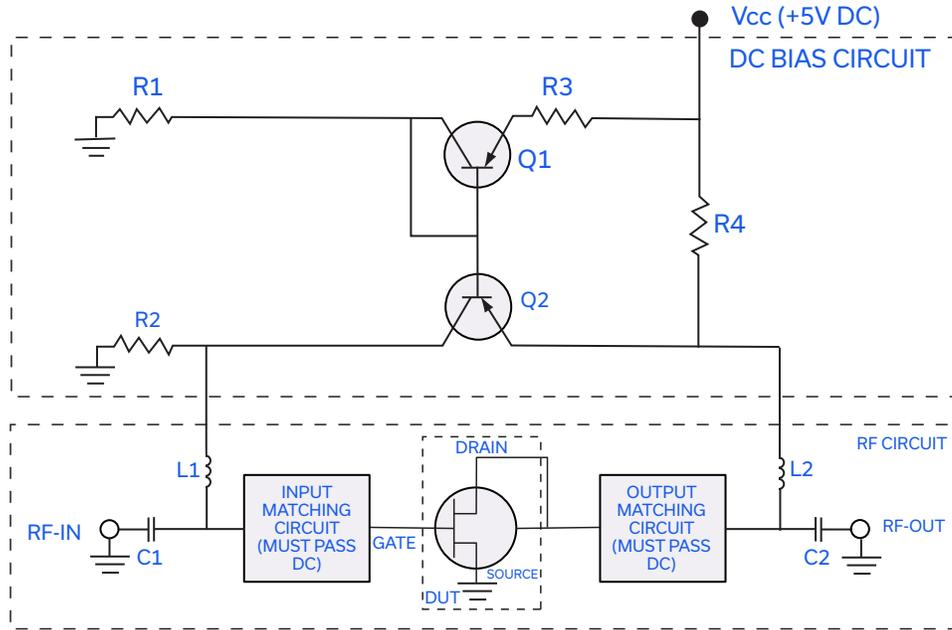 Vcc (+5V DC)
DC BIAS CIRCUIT
R1
R3
Q1
R4
Q2
R2
RF CIRCUIT
DRAIN
L1
L2
INPUT
MATCHING
CIRCUIT
(MUST PASS
DC)
OUTPUT
MATCHING
CIRCUIT
(MUST PASS
DC)
RF-IN
C1
GATE
SOURCE
DUT
C2
RF-OUT